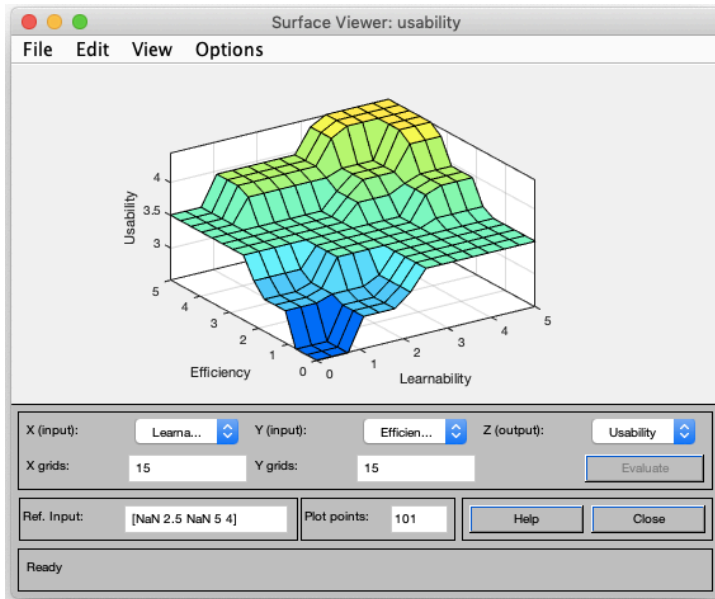 Surface Viewer: usability
File Edit View Options
4
3.5
3
Usability
5
4
3
2
1
0
Efficiency
0
1
2
3
4
5
Learnability
X (input): Learna... Y (input): Efficien... Z (output): Usability
X grids: 15 Y grids: 15 Evaluate
Ref. Input: [NaN 2.5 NaN 5 4] Plot points: 101 Help Close
Ready